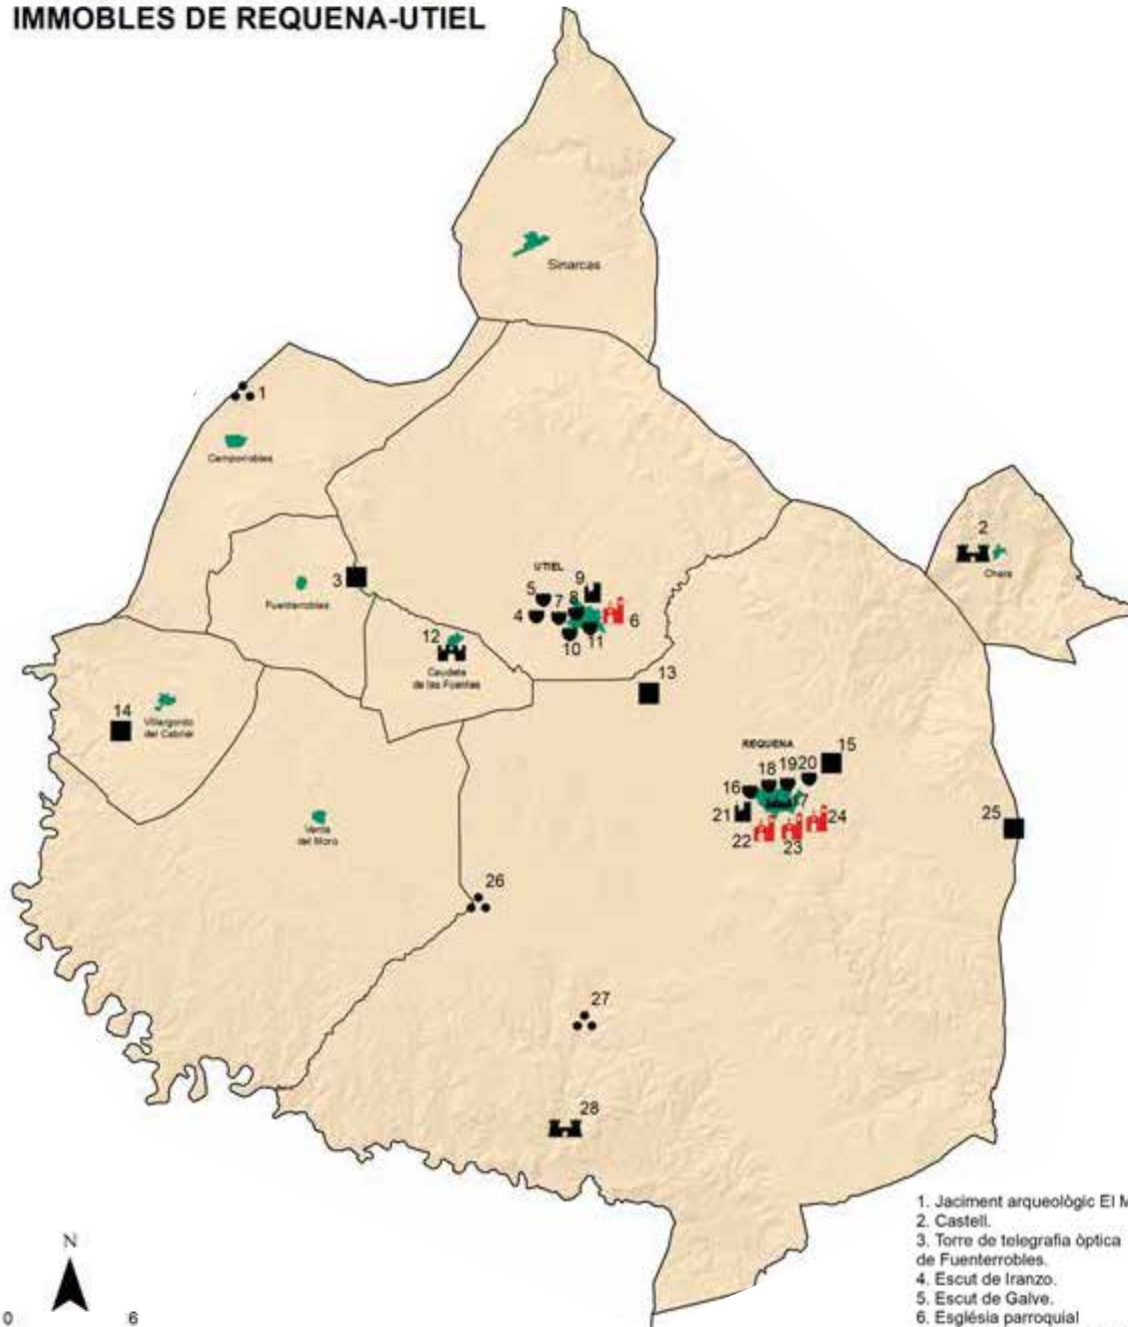 IMMOBLES DE REQUENA-UTIEL
Sinarcas
1
Camporrobles
2
Chera
3
Fuenterrobles
UTIEL
9
5
7
8
4
6
10
11
12
Caudete
de las Fuentes
13
14
Villargordo
del Cabriel
REQUENA
15
16
18
19
20
17
21
22
23
24
25
Venta
del Moro
26
27
28
N
0
6
1. Jaciment arqueològic El M
2. Castell.
3. Torre de telegrafia òptica
de Fuenterrobles.
4. Escut de Iranzo.
5. Escut de Galve.
6. Església parroquial